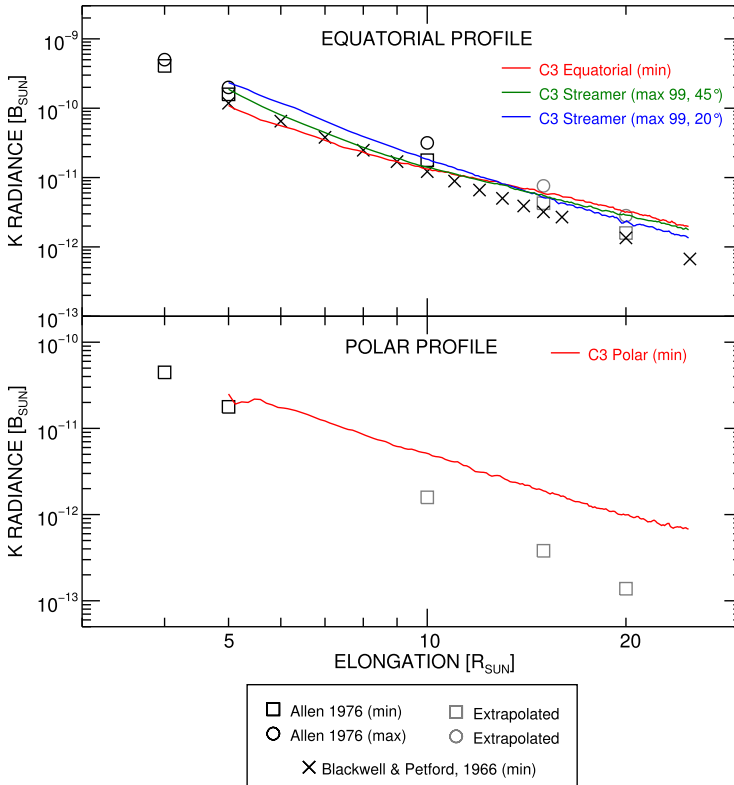 EQUATORIAL PROFILE
C3 Equatorial (min)
C3 Streamer (max 99, 45°)
C3 Streamer (max 99, 20°)
K RADIANCE [B_SUN]
10⁻⁹
10⁻¹⁰
10⁻¹¹
10⁻¹²
10⁻¹³
POLAR PROFILE
C3 Polar (min)
K RADIANCE [B_SUN]
10⁻¹⁰
10⁻¹¹
10⁻¹²
10⁻¹³
5 10 20
ELONGATION [R_SUN]
Allen 1976 (min) Extrapolated
Allen 1976 (max) Extrapolated
Blackwell & Petford, 1966 (min)